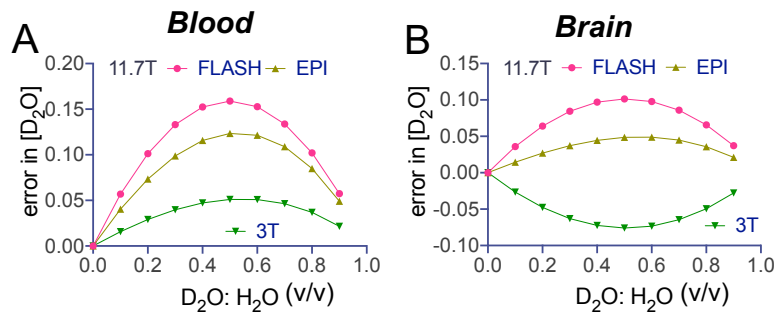 Blood
A
11.7T FLASH EPI
0.20
0.15
0.10
0.05
0.00
error in [D₂O]
3T
0.0 0.2 0.4 0.6 0.8 1.0
D₂O: H₂O (v/v)
Brain
B
11.7T FLASH EPI
0.15
0.10
0.05
0.00
-0.05
-0.10
error in [D₂O]
3T
0.0 0.2 0.4 0.6 0.8 1.0
D₂O: H₂O (v/v)